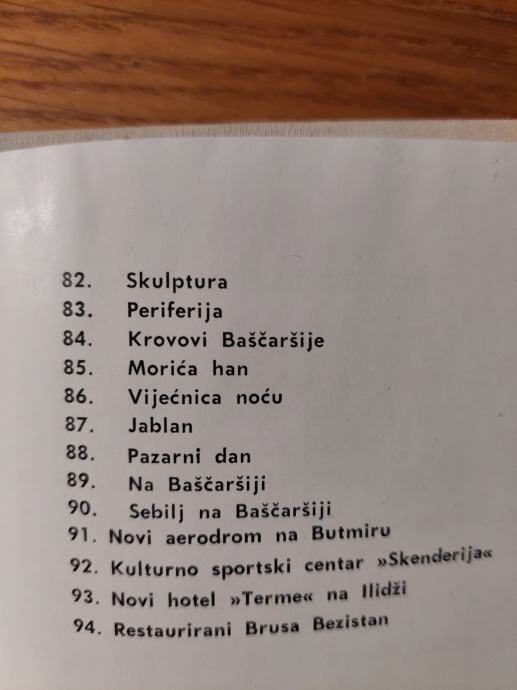 82. Skulptura
83. Periferija
84. Krovovi Baščaršije
85. Morića han
86. Vijećnica noću
87. Jablan
88. Pazarni dan
89. Na Baščaršiji
90. Sebilj na Baščaršiji
91. Novi aerodrom na Butmiru
92. Kulturno sportski centar »Skenderija«
93. Novi hotel »Terme« na Ilidži
94. Restaurirani Brusa Bezistan